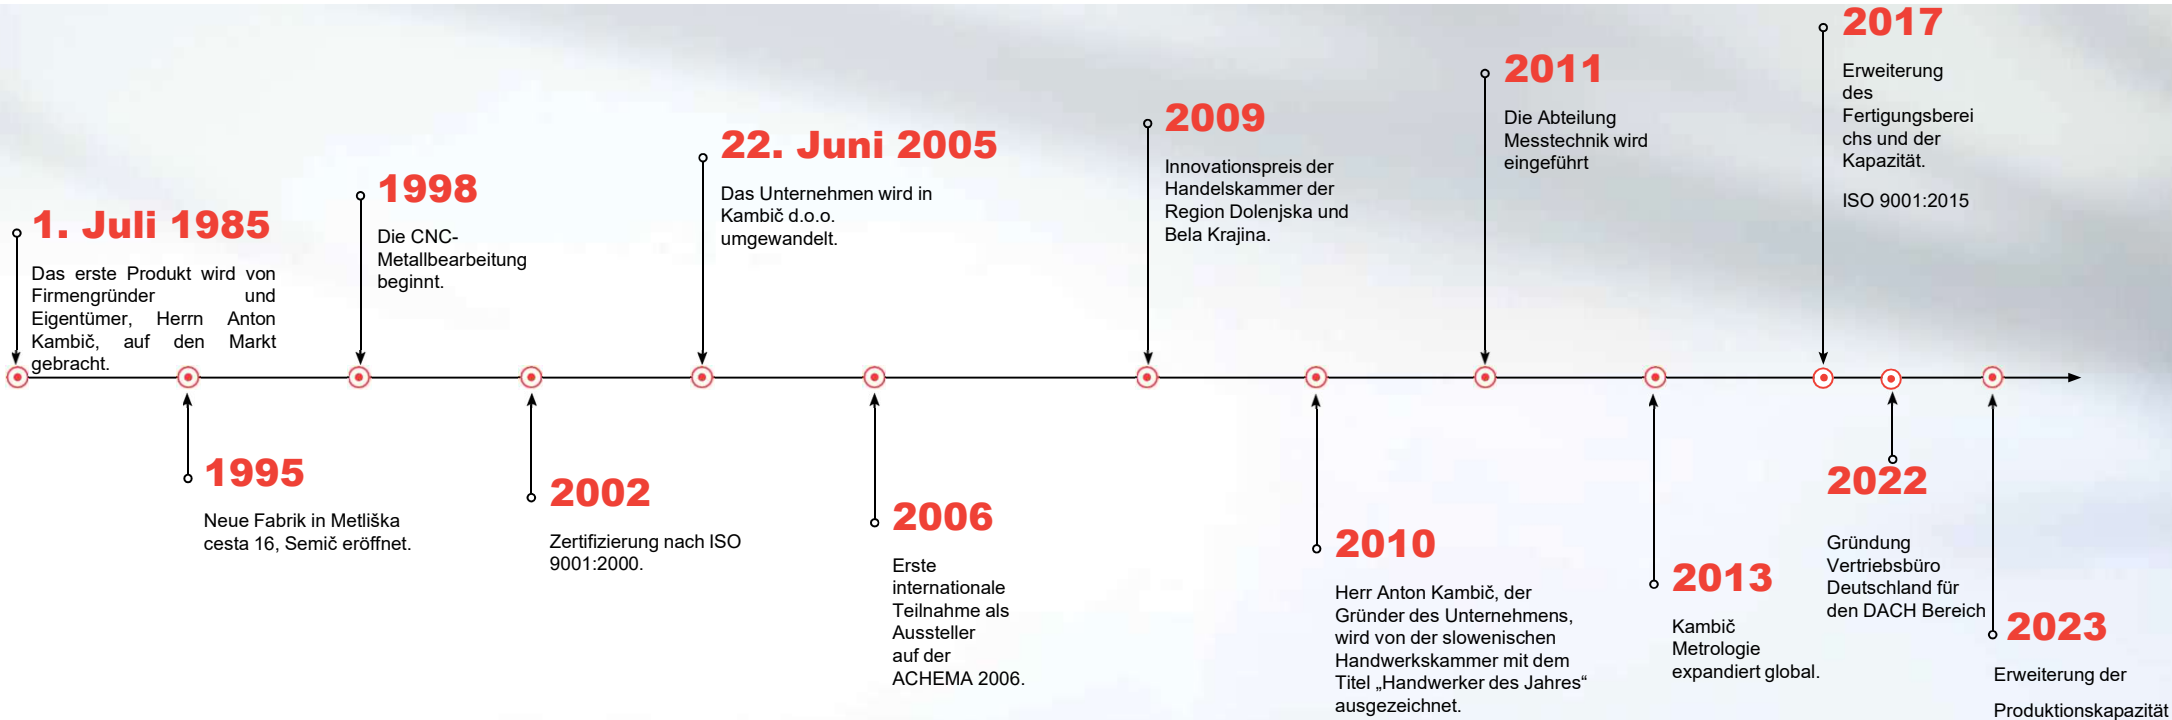 1. Juli 1985
Das erste Produkt wird von
Firmengründer und
Eigentümer, Herrn Anton
Kambič, auf den Markt
gebracht.
1995
Neue Fabrik in Metliška
cesta 16, Semič eröffnet.
1998
Die CNC-
Metallbearbeitung
beginnt.
2002
Zertifizierung nach ISO
9001:2000.
22. Juni 2005
Das Unternehmen wird in
Kambič d.o.o.
umgewandelt.
2006
Erste
internationale
Teilnahme als
Aussteller
auf der
ACHEMA 2006.
2009
Innovationspreis der
Handelskammer der
Region Dolenjska und
Bela Krajina.
2010
Herr Anton Kambič, der
Gründer des Unternehmens,
wird von der slowenischen
Handwerkskammer mit dem
Titel „Handwerker des Jahres“
ausgezeichnet.
2011
Die Abteilung
Messtechnik wird
eingeführt
2013
Kambič
Metrologie
expandiert global.
2017
Erweiterung
des
Fertigungsberei
chs und der
Kapazität.
ISO 9001:2015
2022
Gründung
Vertriebsbüro
Deutschland für
den DACH Bereich
2023
Erweiterung der
Produktionskapazität